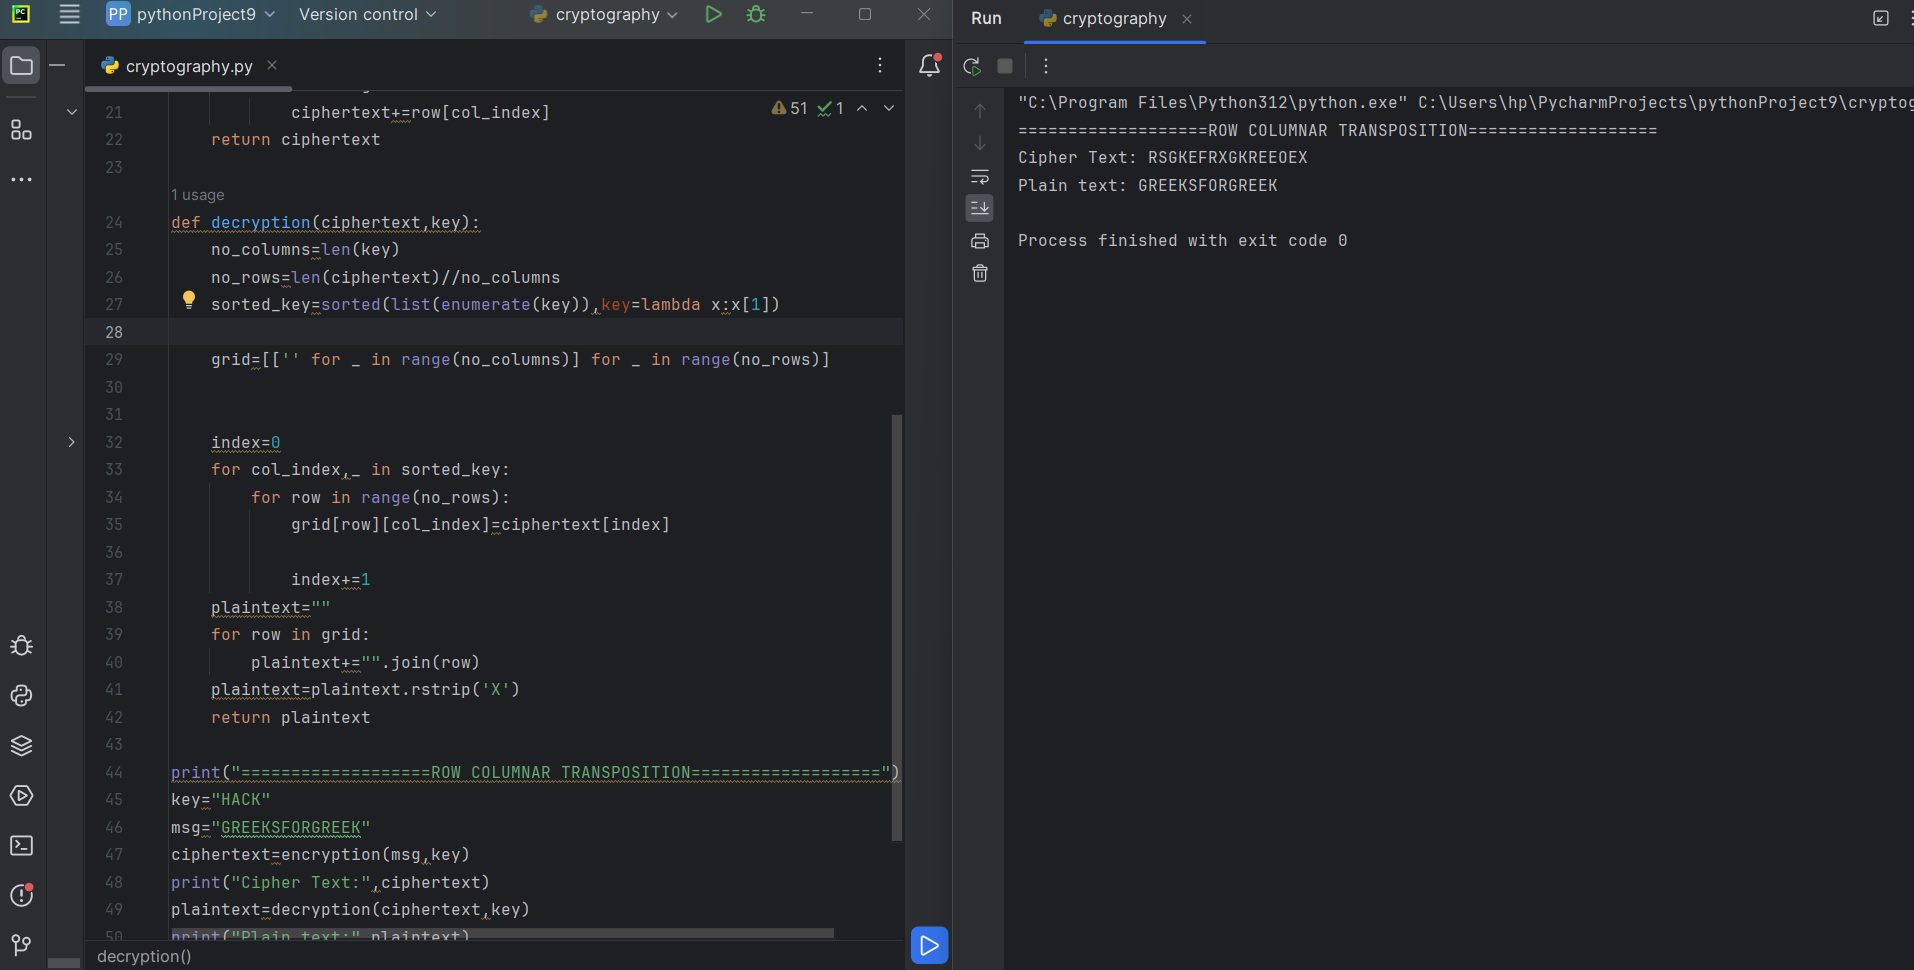 PC
PP pythonProject9
Version control
cryptography
cryptography.py
51
1
21 ciphertext+=row[col_index]
22 return ciphertext
23
1 usage
24 def decryption(ciphertext,key):
25 no_columns=len(key)
26 no_rows=len(ciphertext)//no_columns
27 sorted_key=sorted(list(enumerate(key)),key=lambda x:x[1])
28
29 grid=[['' for _ in range(no_columns)] for _ in range(no_rows)]
30
31
32 index=0
33 for col_index,_ in sorted_key:
34 for row in range(no_rows):
35 grid[row][col_index]=ciphertext[index]
36
37 index+=1
38 plaintext=""
39 for row in grid:
40 plaintext+="".join(row)
41 plaintext=plaintext.rstrip('X')
42 return plaintext
43
44 print("===================ROW COLUMNAR TRANSPOSITION===================")
45 key="HACK"
46 msg="GREEKSFORGREEK"
47 ciphertext=encryption(msg,key)
48 print("Cipher Text:",ciphertext)
49 plaintext=decryption(ciphertext,key)
50 print("Plain text:",plaintext)
decryption()
Run
cryptography
"C:\Program Files\Python312\python.exe" C:\Users\hp\PycharmProjects\pythonProject9\cryptog
===================ROW COLUMNAR TRANSPOSITION===================
Cipher Text: RSGKEFRXGKREEOEX
Plain text: GREEKSFORGREEK
Process finished with exit code 0